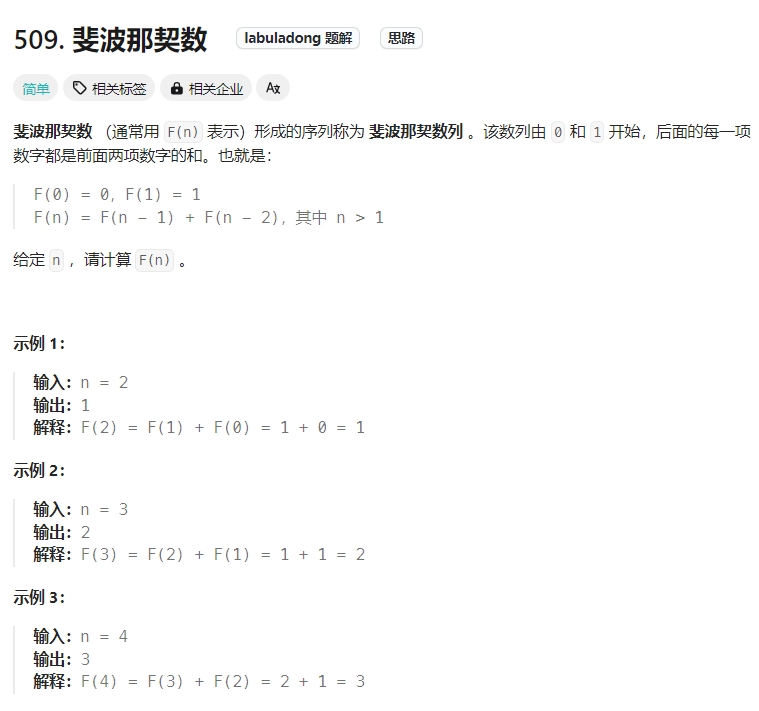 509. 斐波那契数 labuladong 题解 思路
简单 相关标签 相关企业 Ax
斐波那契数 （通常用 F(n) 表示）形成的序列称为 斐波那契数列 。该数列由 0 和 1 开始，后面的每一项
数字都是前面两项数字的和。也就是：
F(0) = 0，F(1) = 1
F(n) = F(n - 1) + F(n - 2)，其中 n > 1
给定 n ，请计算 F(n) 。
示例 1：
输入：n = 2
输出：1
解释：F(2) = F(1) + F(0) = 1 + 0 = 1
示例 2：
输入：n = 3
输出：2
解释：F(3) = F(2) + F(1) = 1 + 1 = 2
示例 3：
输入：n = 4
输出：3
解释：F(4) = F(3) + F(2) = 2 + 1 = 3